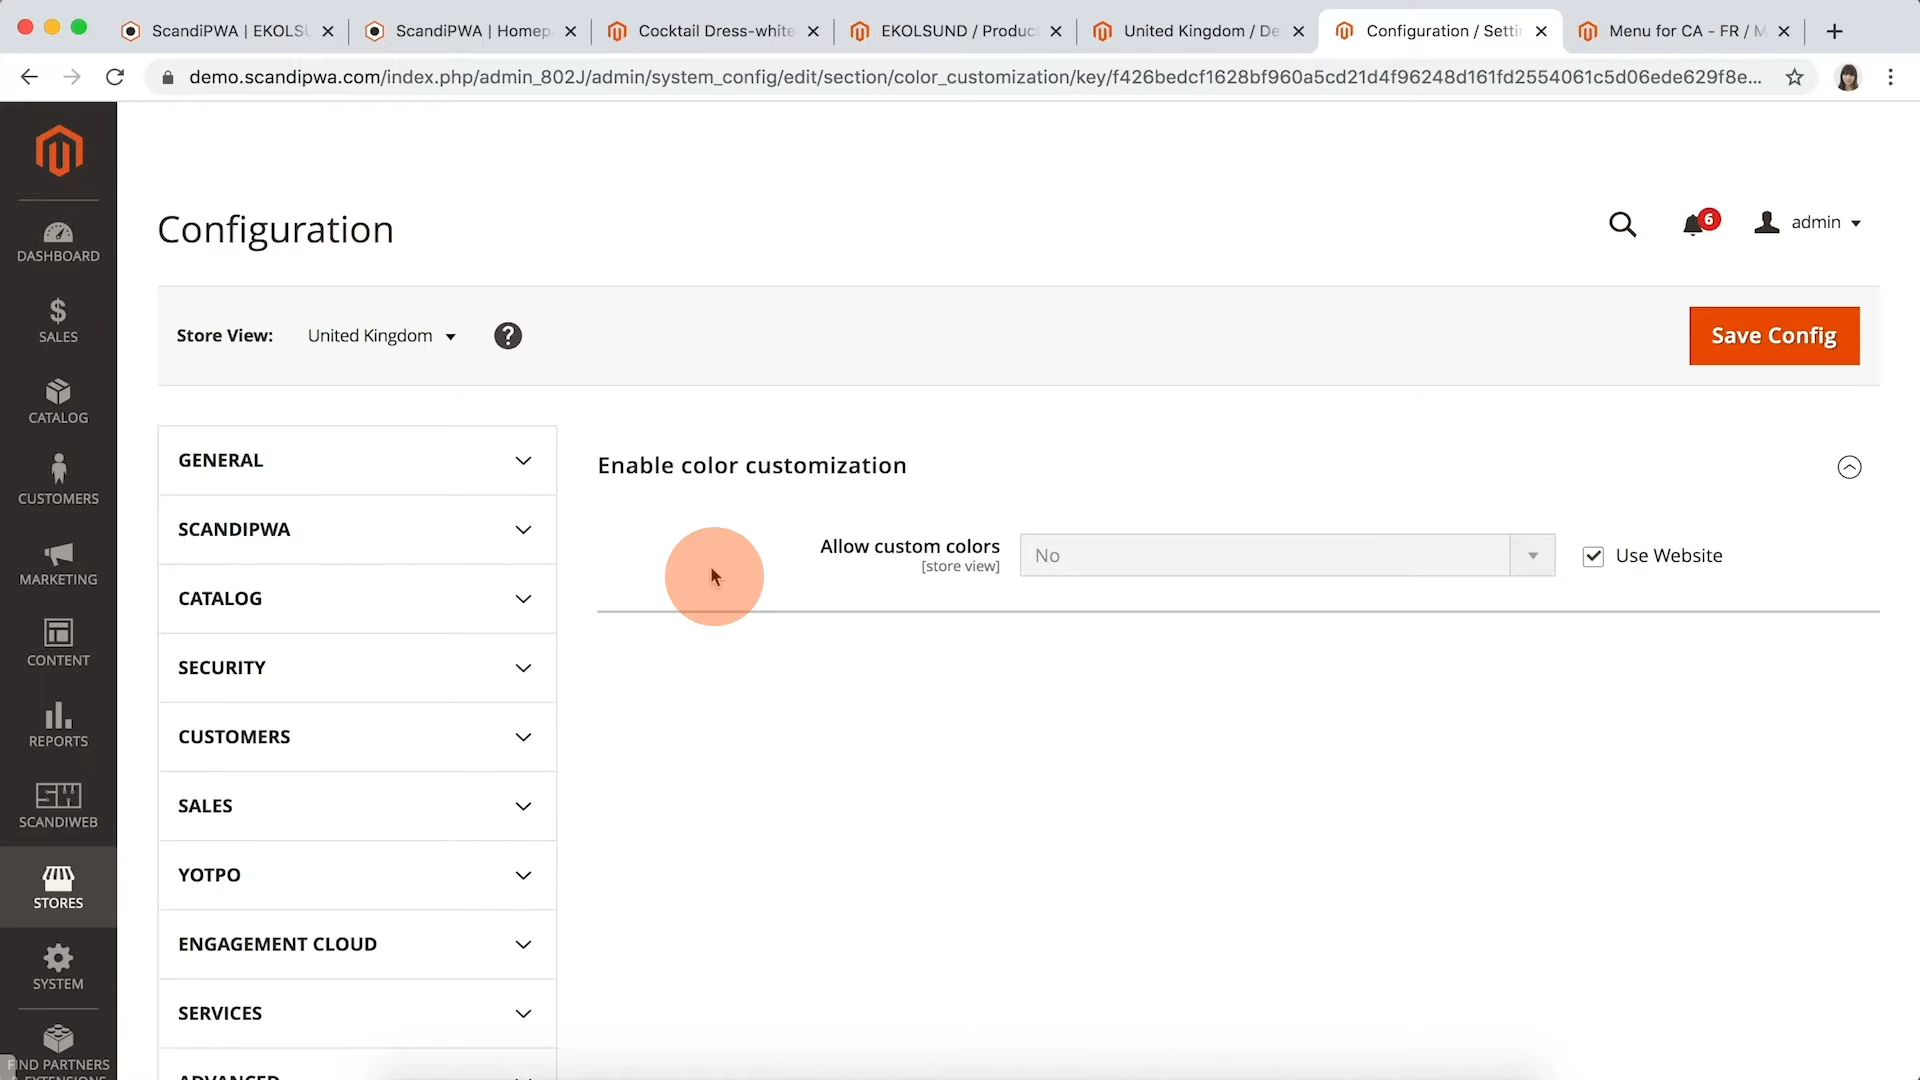 ScandiPWA | EKOLS
ScandiPWA | Homep
Cocktail Dress-white
EKOLSUND / Produc
United Kingdom / De
Configuration / Setti
Menu for CA - FR / M
demo.scandipwa.com/index.php/admin_802J/admin/system_config/edit/section/color_customization/key/f426bedcf1628bf960a5cd21d4f96248d161fd2554061c5d06ede629f8e...
DASHBOARD
SALES
CATALOG
CUSTOMERS
MARKETING
CONTENT
REPORTS
SCANDIWEB
STORES
SYSTEM
FIND PARTNERS
& EXTENSIONS
Configuration
6
admin
Store View:
United Kingdom
?
Save Config
GENERAL
SCANDIPWA
CATALOG
SECURITY
CUSTOMERS
SALES
YOTPO
ENGAGEMENT CLOUD
SERVICES
ADVANCED
Enable color customization
Allow custom colors
[store view]
No
Use Website